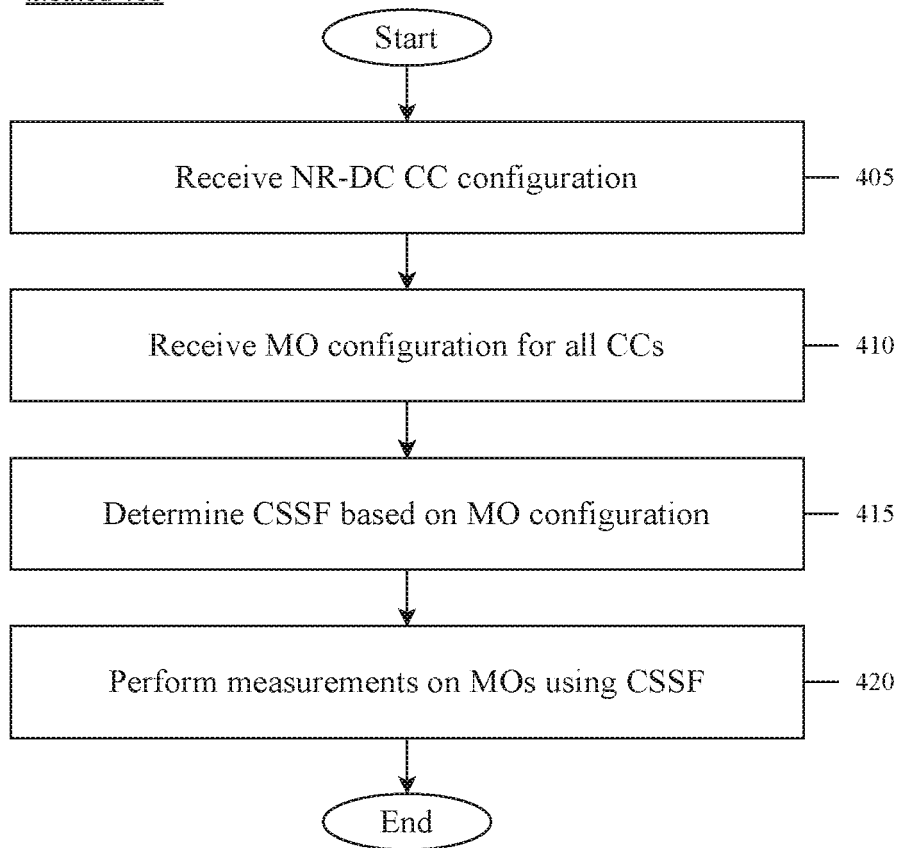 Start
Receive NR-DC CC configuration
405
Receive MO configuration for all CCs
410
Determine CSSF based on MO configuration
415
Perform measurements on MOs using CSSF
420
End